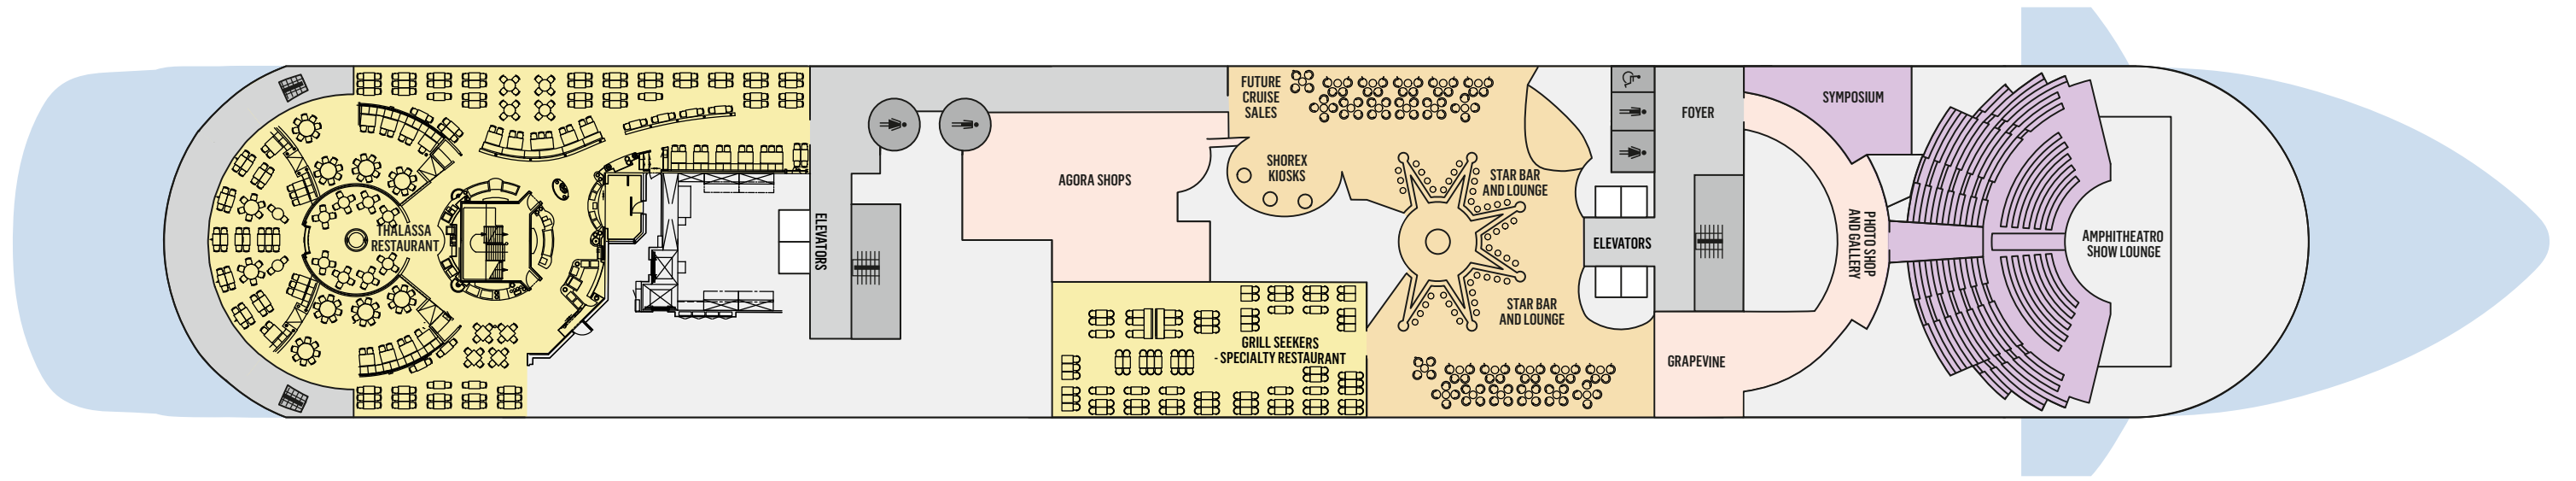 THALASSA
RESTAURANT
ELEVATORS
AGORA SHOPS
FUTURE
CRUISE
SALES
SHOREX
KIOSKS
GRILL SEEKERS
- SPECIALTY RESTAURANT
STAR BAR
AND LOUNGE
STAR BAR
AND LOUNGE
ELEVATORS
FOYER
GRAPEVINE
SYMPOSIUM
PHOTO SHOP
AND GALLERY
AMPHITHEATRO
SHOW LOUNGE